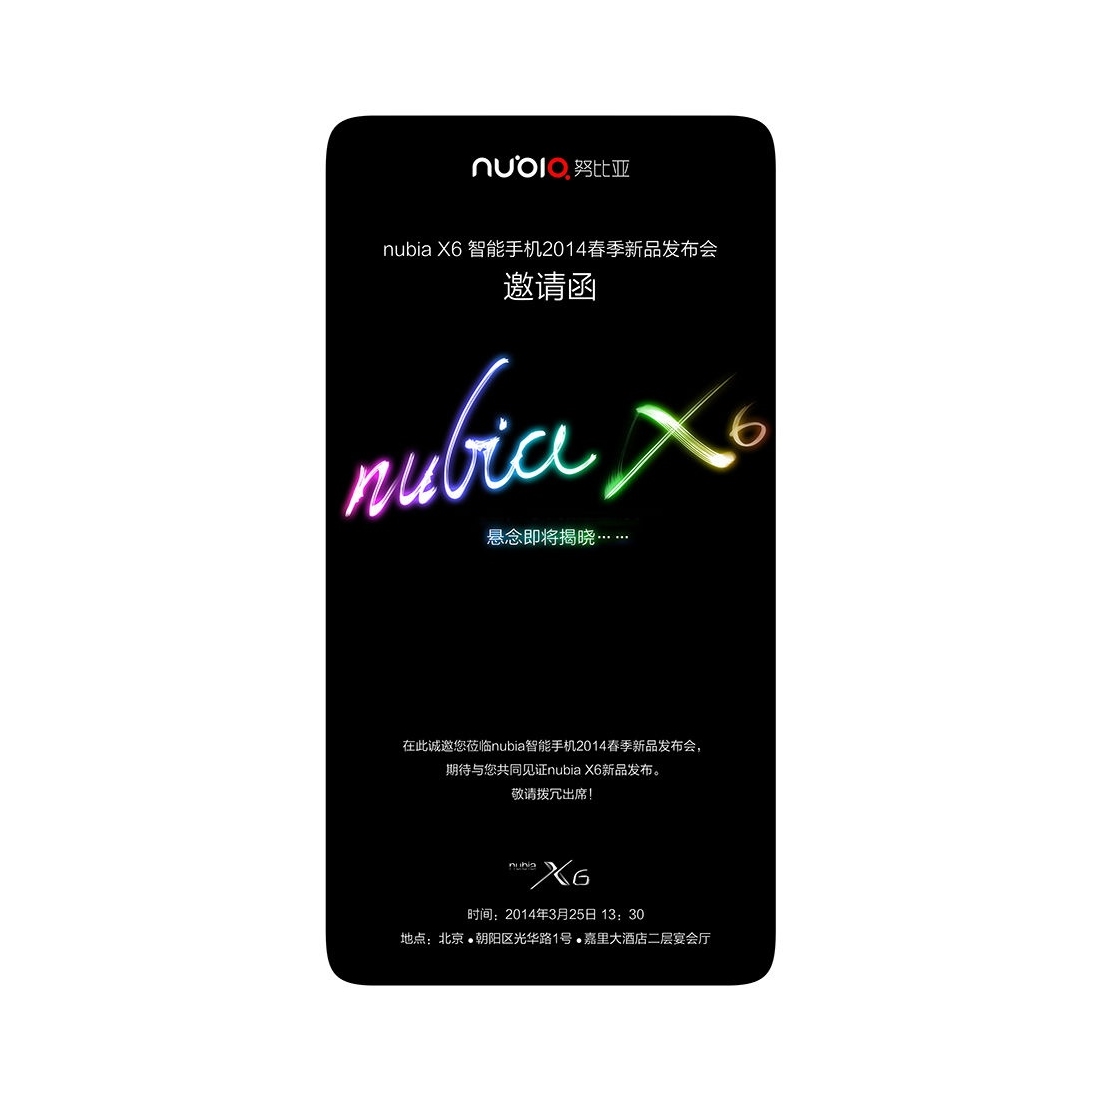 nubia 努比亚
nubia X6 智能手机2014春季新品发布会
邀请函
nubia X6
悬念即将揭晓……
在此诚邀您莅临nubia智能手机2014春季新品发布会，
期待与您共同见证nubia X6新品发布。
敬请拨冗出席！
nubia X6
时间：2014年3月25日 13：30
地点：北京•朝阳区光华路1号•嘉里大酒店二层宴会厅